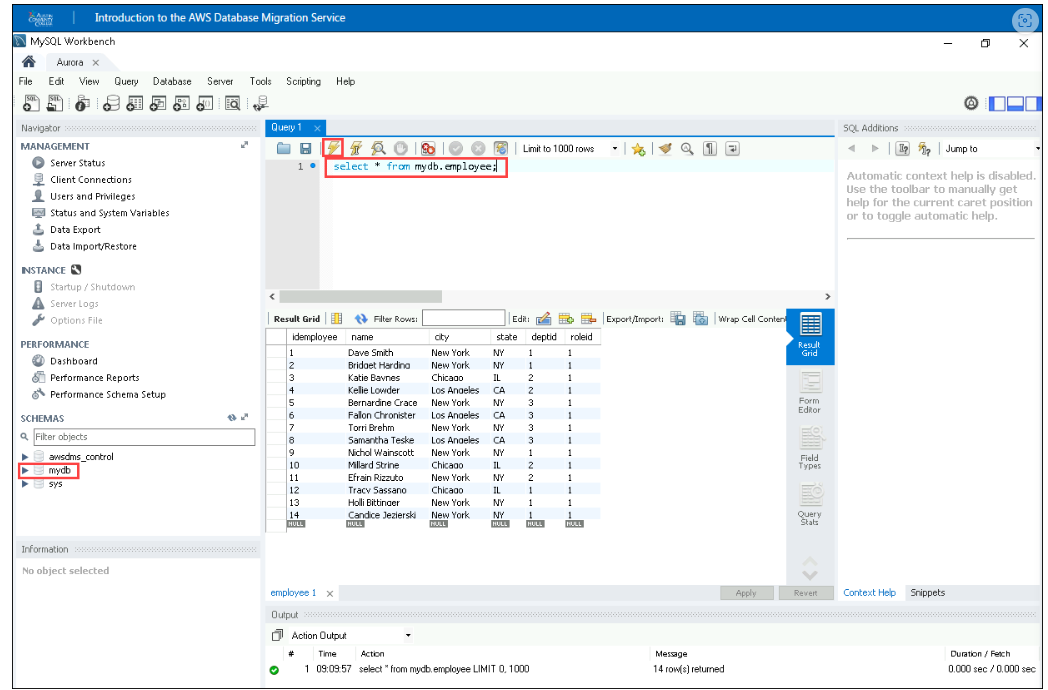 Austin Community College
Introduction to the AWS Database Migration Service
MySQL Workbench
Aurora
File Edit View Query Database Server Tools Scripting Help
Navigator
MANAGEMENT
Server Status
Client Connections
Users and Privileges
Status and System Variables
Data Export
Data Import/Restore
INSTANCE
Startup / Shutdown
Server Logs
Options File
PERFORMANCE
Dashboard
Performance Reports
Performance Schema Setup
SCHEMAS
Filter objects
awsdms_control
mydb
sys
Information
No object selected
Query 1
Limit to 1000 rows
1 select * from mydb.employee;
Result Grid Filter Rows: Edit: Export/Import: Wrap Cell Conten
idemployee name city state deptid roleid
1 Dave Smith New York NY 1 1
2 Bridget Harding New York NY 1 1
3 Katie Baynes Chicago IL 2 1
4 Kellie Lowder Los Angeles CA 2 1
5 Bernardine Crace New York NY 3 1
6 Fallon Chronister Los Angeles CA 3 1
7 Torri Brehm New York NY 3 1
8 Samantha Teske Los Angeles CA 3 1
9 Nichol Wainscott New York NY 1 1
10 Millard Strine Chicago IL 2 1
11 Efrain Rizzuto New York NY 2 1
12 Tracy Sassano Chicago IL 1 1
13 Holli Bittinger New York NY 1 1
14 Candice Jezierski New York NY 1 1
NULL NULL NULL NULL NULL NULL
Result Grid
Form Editor
Field Types
Query Stats
employee 1
Apply Revert
Output
Action Output
# Time Action Message Duration / Fetch
1 09:09:57 select * from mydb.employee LIMIT 0, 1000 14 row(s) returned 0.000 sec / 0.000 sec
SQL Additions
Jump to
Automatic context help is disabled.
Use the toolbar to manually get
help for the current caret position
or to toggle automatic help.
Context Help Snippets